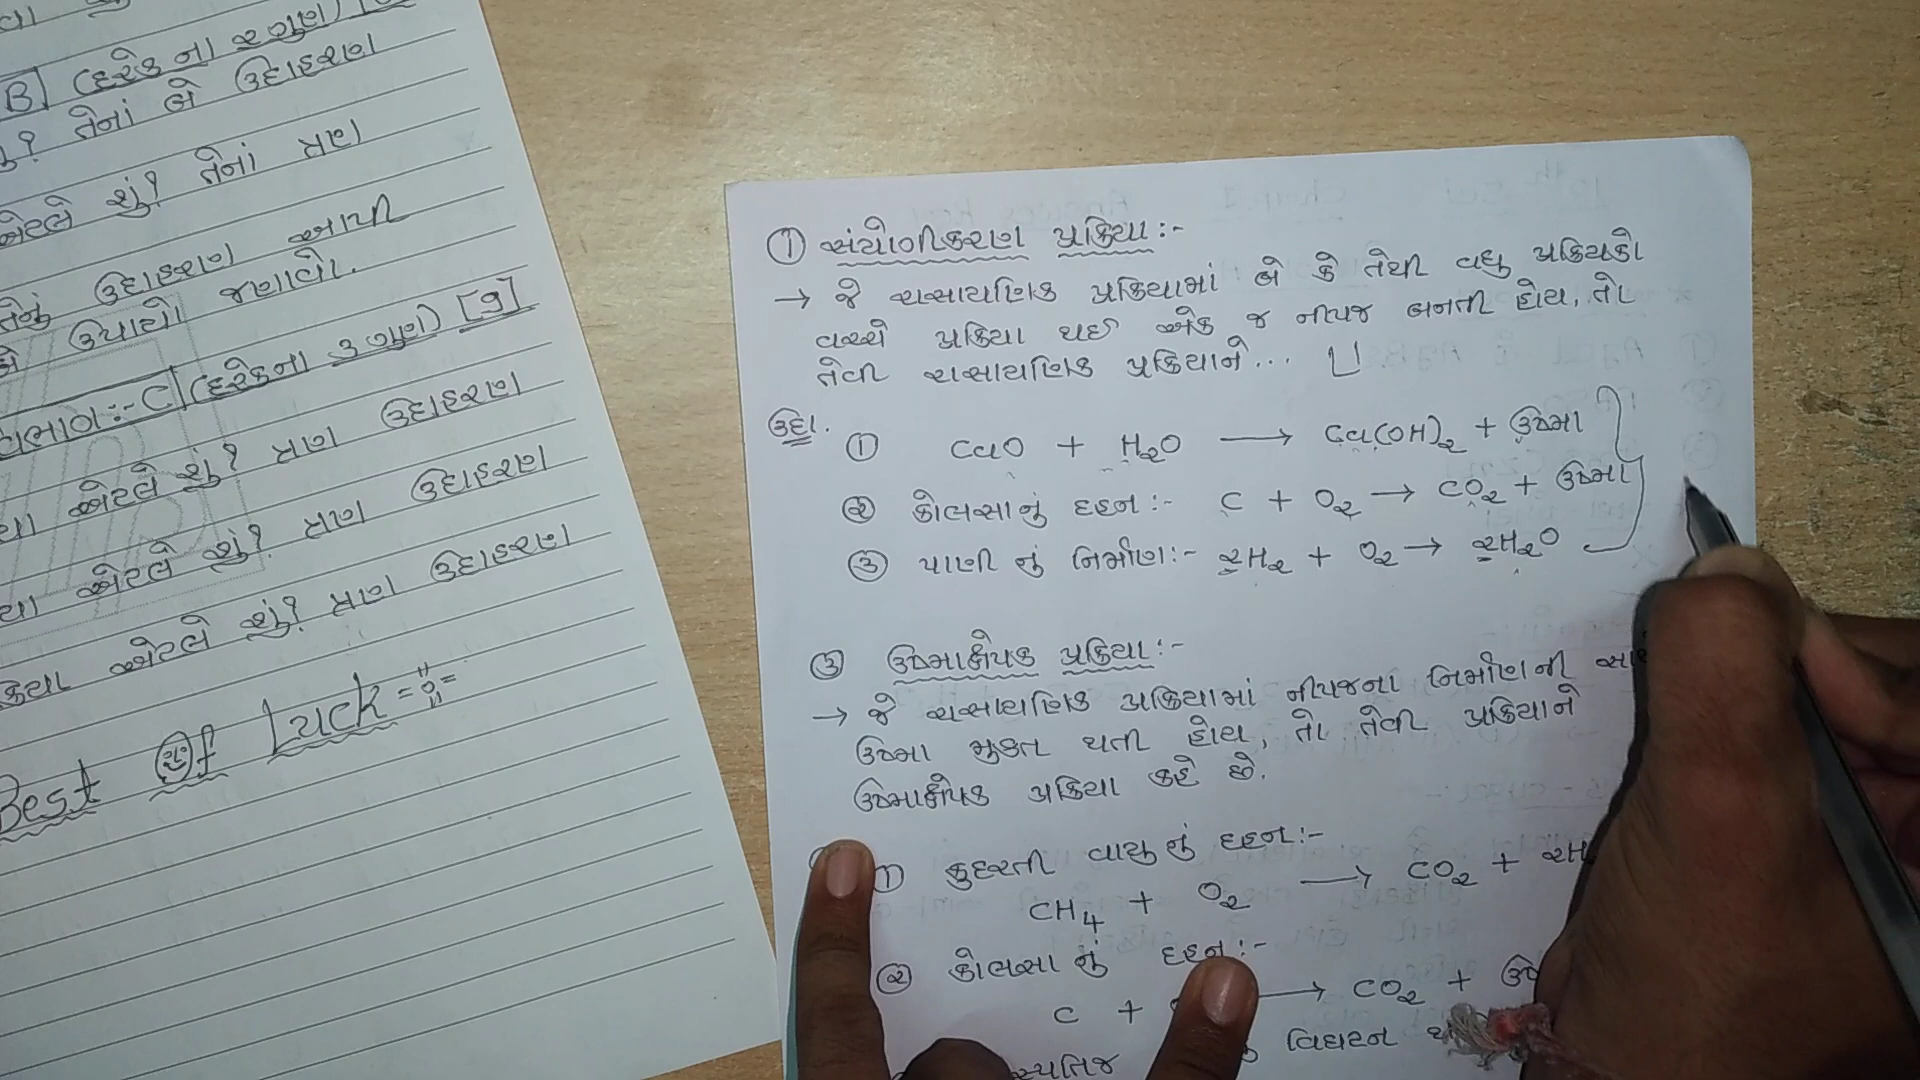 B (દરેકના ૨ ગુણ)
તેનાં બે ઉદાહરણ
એટલે શું? તેનાં ત્રણ
તેનું ઉદાહરણ આપી
ઉપાયો જણાવો.
વિભાગ:- C (દરેકના ૩ ગુણ) [9]
એટલે શું? ત્રણ ઉદાહરણ
એટલે શું? ત્રણ ઉદાહરણ
ક્રિયા એટલે શું? ત્રણ ઉદાહરણ
Best Of Luck
① સંયોગીકરણ પ્રક્રિયા:-
→ જે રાસાયણિક પ્રક્રિયામાં બે કે તેથી વધુ પ્રક્રિયકો
વચ્ચે પ્રક્રિયા થઈ એક જ નીપજ બનતી હોય, તો
તેવી રાસાયણિક પ્રક્રિયાને...
ઉદા.
① CaO + H₂O → Ca(OH)₂ + ઉષ્મા
② કોલસાનું દહન:- C + O₂ → CO₂ + ઉષ્મા
③ પાણી નું નિર્માણ:- ૨H₂ + O₂ → ૨H₂O
③ ઉષ્માક્ષેપક પ્રક્રિયા:-
→ જે રાસાયણિક પ્રક્રિયામાં નીપજના નિર્માણની
ઉષ્મા મુક્ત થતી હોય, તો તેવી પ્રક્રિયાને
ઉષ્માક્ષેપક પ્રક્રિયા કહે છે.
① કુદરતી વાયુ નું દહન:-
CH₄ + O₂ → CO₂ + ૨H
② કોલસા નું દહન:-
C + → CO₂ +
વિઘટન